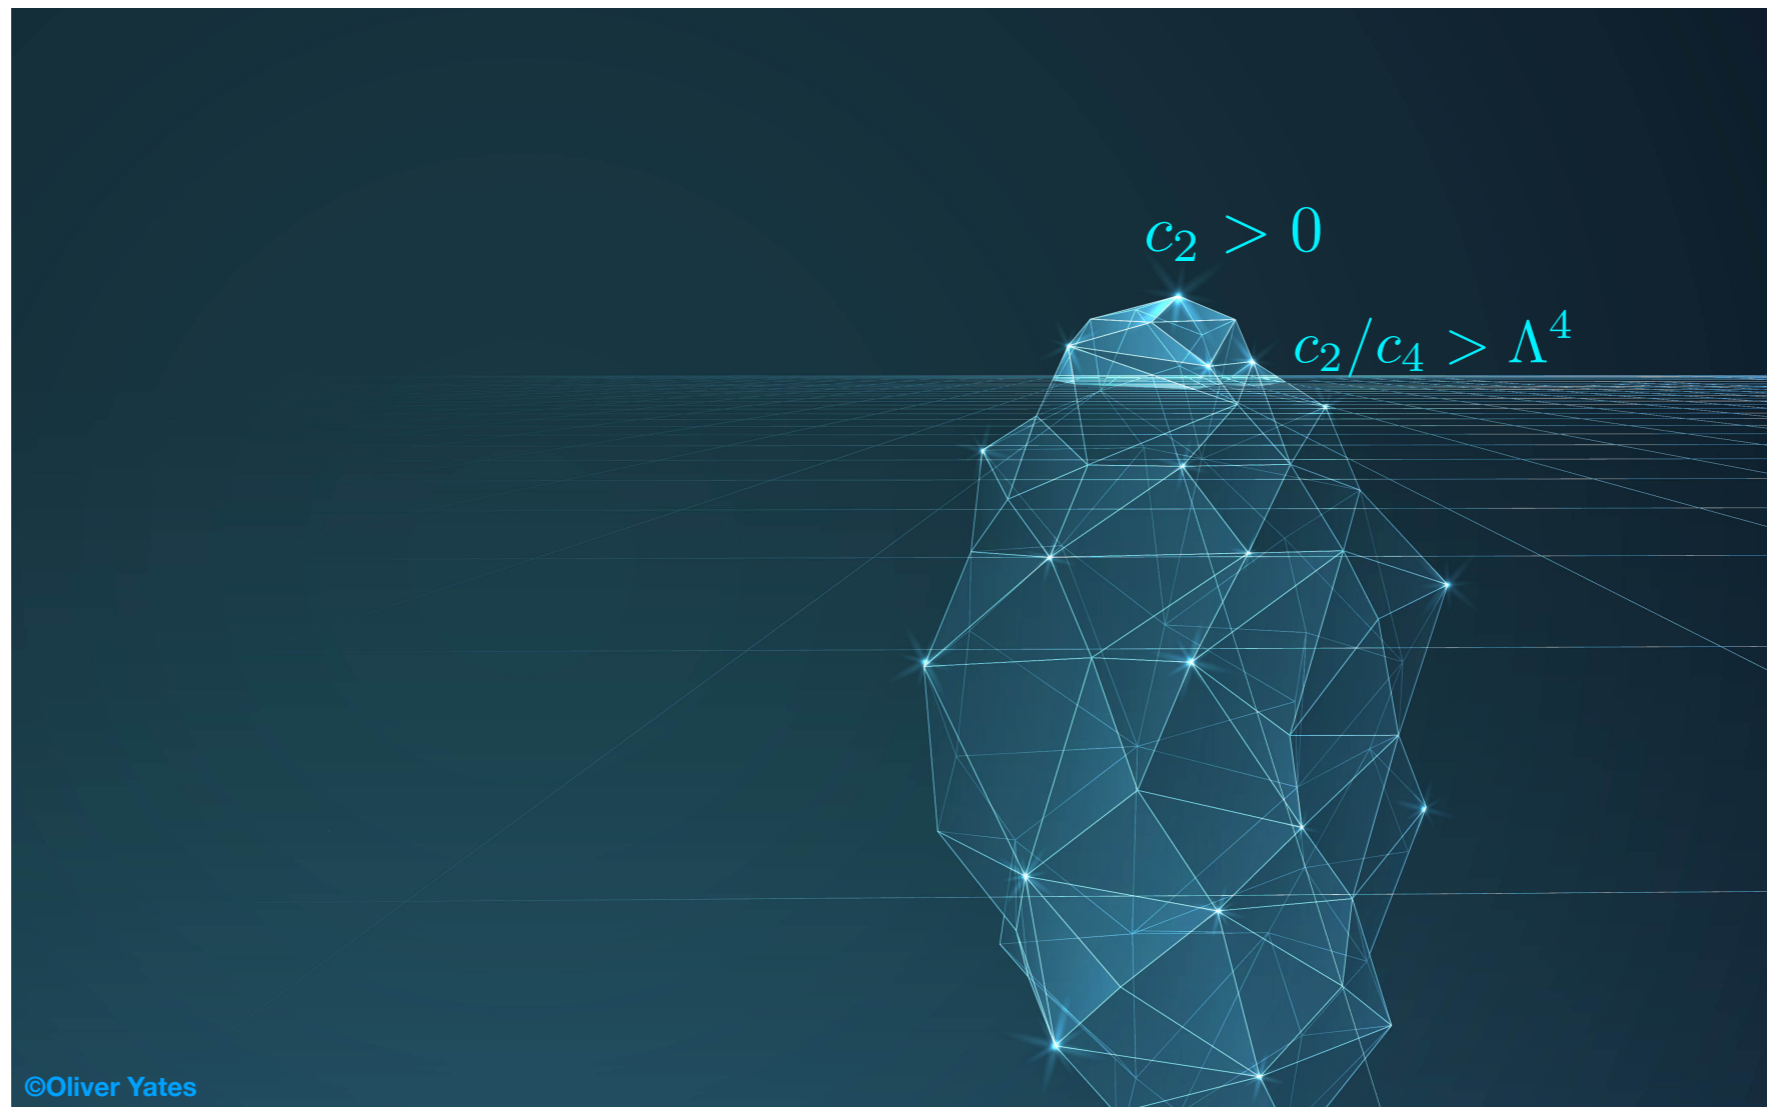 c₂ > 0
c₂/c₄ > Λ⁴
©Oliver Yates